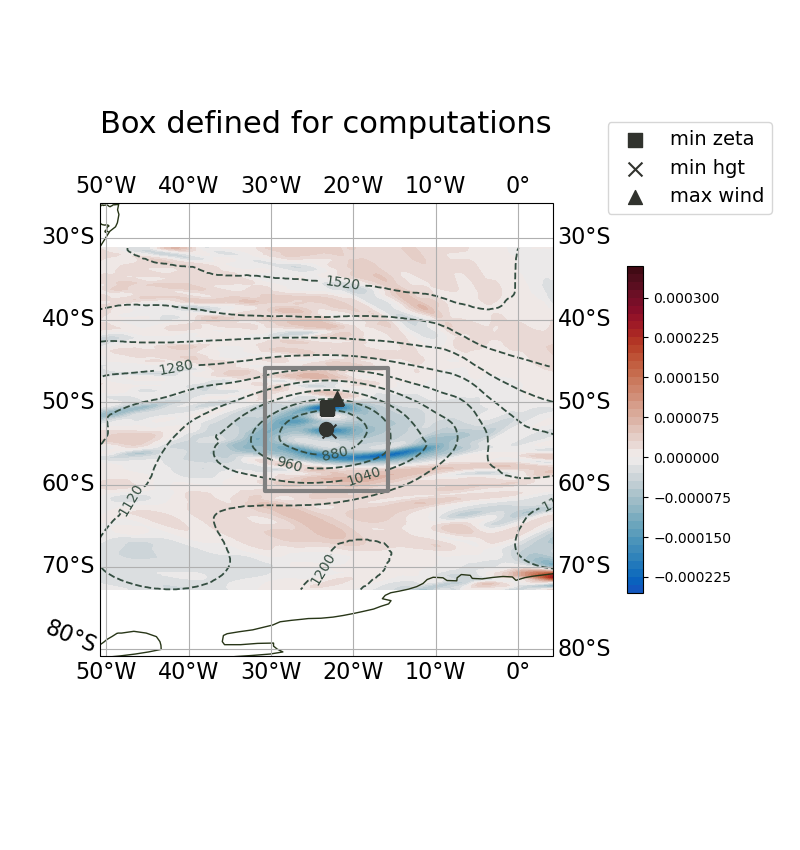 Box defined for computations
min zeta
min hgt
max wind
50°W 40°W 30°W 20°W 10°W 0°
30°S 30°S
40°S 40°S
50°S 50°S
60°S 60°S
70°S 70°S
80°S 80°S
50°W 40°W 30°W 20°W 10°W 0°
1520
1280
880
960
1040
1120
1200
0.000300
0.000225
0.000150
0.000075
0.000000
−0.000075
−0.000150
−0.000225